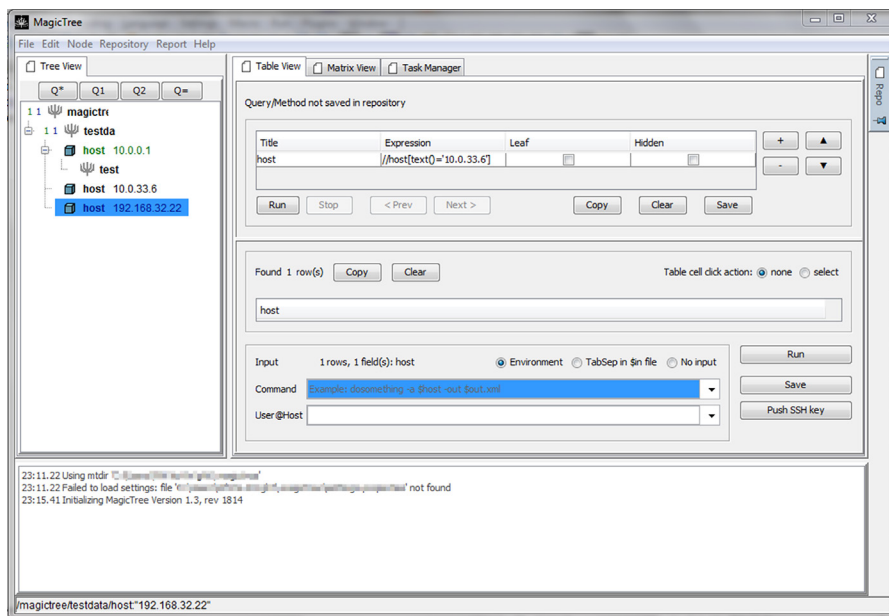 MagicTree
File Edit Node Repository Report Help
Tree View
Table View Matrix View Task Manager
Repo
Q* Q1 Q2 Q=
1 1 magictre
1 1 testda
host 10.0.0.1
test
host 10.0.33.6
host 192.168.32.22
Query/Method not saved in repository
Title Expression Leaf Hidden
host //host[text()='10.0.33.6']
+ ▲
- ▼
Run Stop < Prev Next > Copy Clear Save
Found 1 row(s) Copy Clear Table cell click action: none select
host
Input 1 rows, 1 field(s): host Environment TabSep in $in file No input
Command Example: dosomething -a $host -out $out.xml
User@Host
Run
Save
Push SSH key
23:11.22 Using mtdir
23:11.22 Failed to load settings: file ' ' not found
23:15.41 Initializing MagicTree Version 1.3, rev 1814
/magictree/testdata/host:"192.168.32.22"